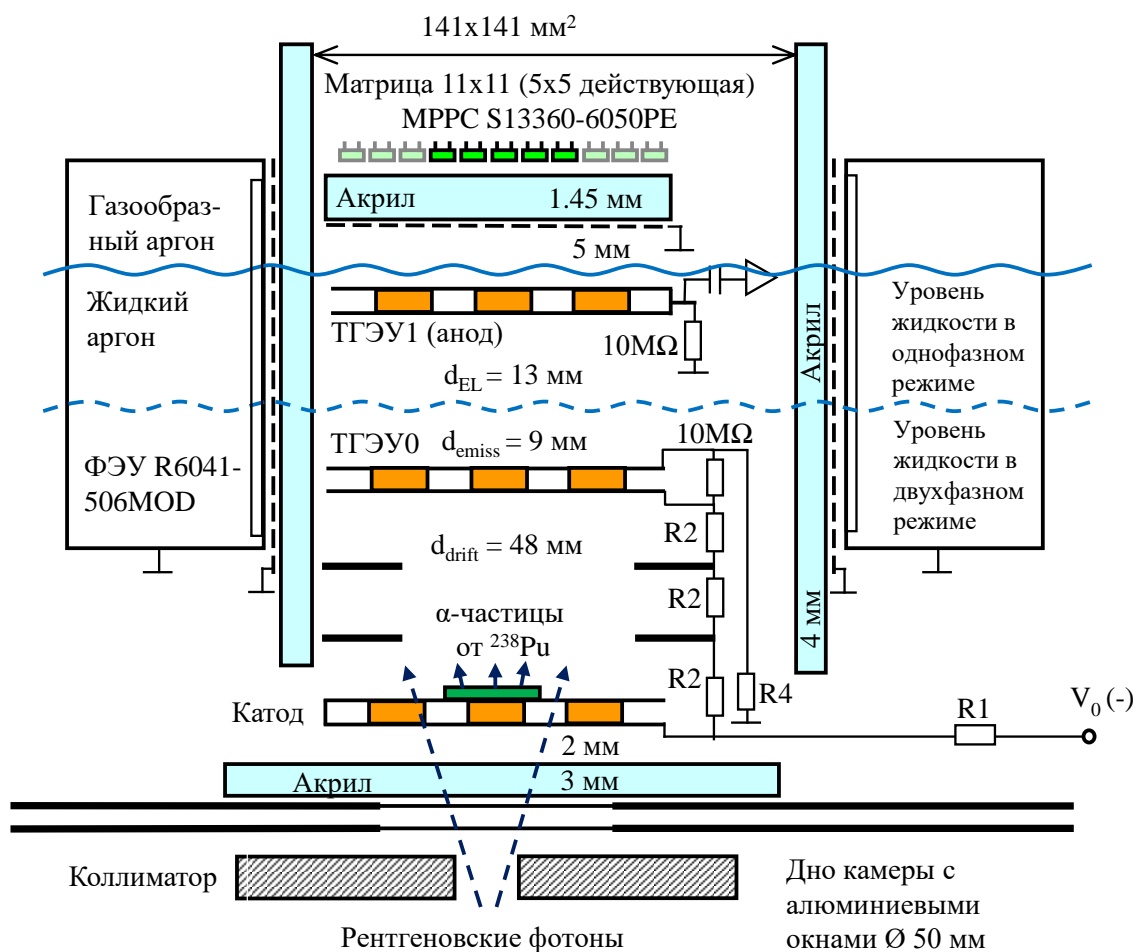 141x141 мм²
Матрица 11x11 (5x5 действующая)
МРРС S13360-6050PE
Акрил 1.45 мм
5 мм
Газообраз-
ный аргон
Жидкий
аргон
ФЭУ R6041-
506MOD
ТГЭУ1 (анод)
10MΩ
d_EL = 13 мм
Акрил
4 мм
Уровень
жидкости в
однофазном
режиме
Уровень
жидкости в
двухфазном
режиме
ТГЭУ0
d_emiss = 9 мм
10MΩ
R2
d_drift = 48 мм
R2
α-частицы
от ²³⁸Pu
R2
R4
Катод
R1
V₀ (-)
2 мм
Акрил 3 мм
Коллиматор
Рентгеновские фотоны
Дно камеры с
алюминиевыми
окнами Ø 50 мм